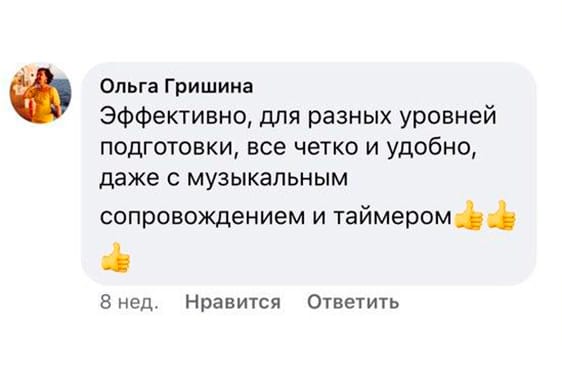 Ольга Гришина
Эффективно, для разных уровней
подготовки, все четко и удобно,
даже с музыкальным
сопровождением и таймером👍👍
👍
8 нед. Нравится Ответить